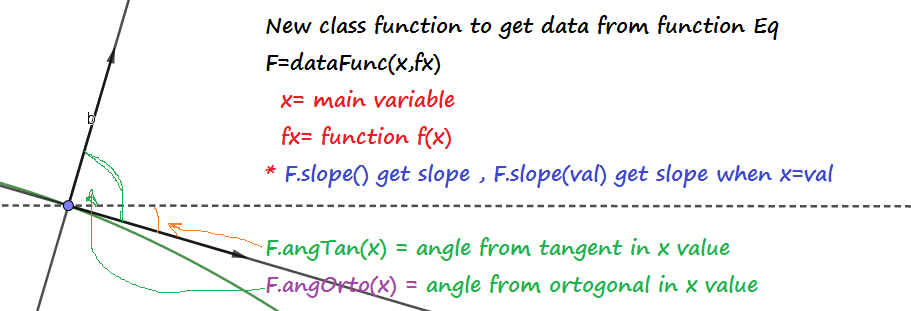 New class function to get data from function Eq
F=dataFunc(x,fx)
x= main variable
fx= function f(x)
* F.slope() get slope , F.slope(val) get slope when x=val
b
F.angTan(x) = angle from tangent in x value
F.angOrto(x) = angle from ortogonal in x value